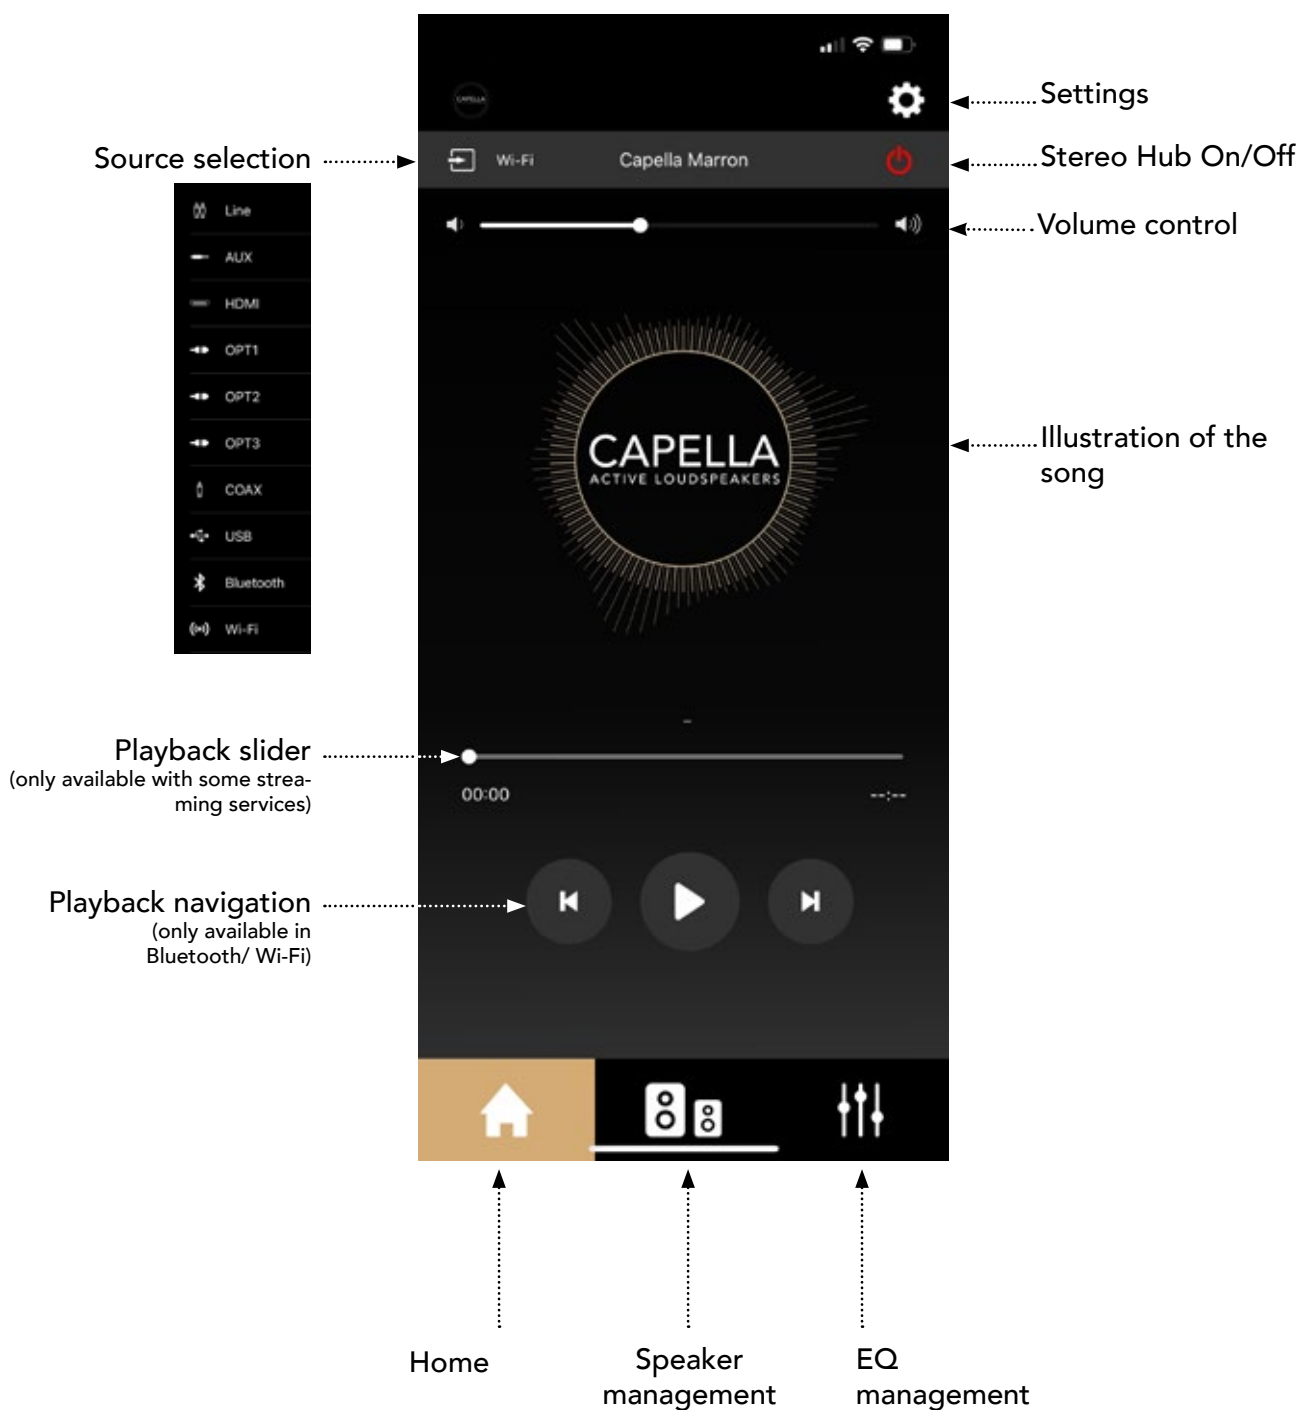 CAPELLA
Settings
Source selection
Wi-Fi
Capella Marron
Stereo Hub On/Off
Line
AUX
HDMI
OPT1
OPT2
OPT3
COAX
USB
Bluetooth
Wi-Fi
Volume control
CAPELLA
ACTIVE LOUDSPEAKERS
Illustration of the
song
Playback slider
(only available with some strea-
ming services)
00:00
--:--
Playback navigation
(only available in
Bluetooth/ Wi-Fi)
Home
Speaker
management
EQ
management